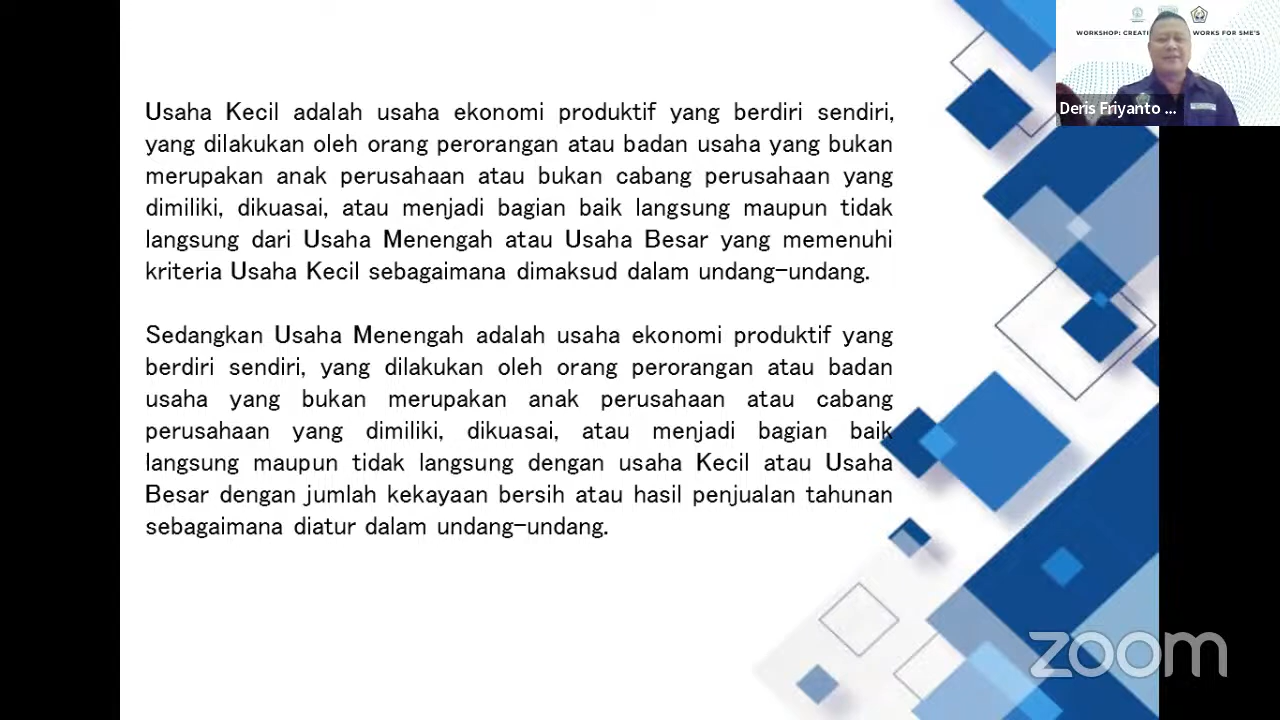 Usaha Kecil adalah usaha ekonomi produktif yang berdiri sendiri,
yang dilakukan oleh orang perorangan atau badan usaha yang bukan
merupakan anak perusahaan atau bukan cabang perusahaan yang
dimiliki, dikuasai, atau menjadi bagian baik langsung maupun tidak
langsung dari Usaha Menengah atau Usaha Besar yang memenuhi
kriteria Usaha Kecil sebagaimana dimaksud dalam undang-undang.
Sedangkan Usaha Menengah adalah usaha ekonomi produktif yang
berdiri sendiri, yang dilakukan oleh orang perorangan atau badan
usaha yang bukan merupakan anak perusahaan atau cabang
perusahaan yang dimiliki, dikuasai, atau menjadi bagian baik
langsung maupun tidak langsung dengan usaha Kecil atau Usaha
Besar dengan jumlah kekayaan bersih atau hasil penjualan tahunan
sebagaimana diatur dalam undang-undang.
WORKSHOP: WORKS FOR SME'S
Deris Friyanto ...
zoom